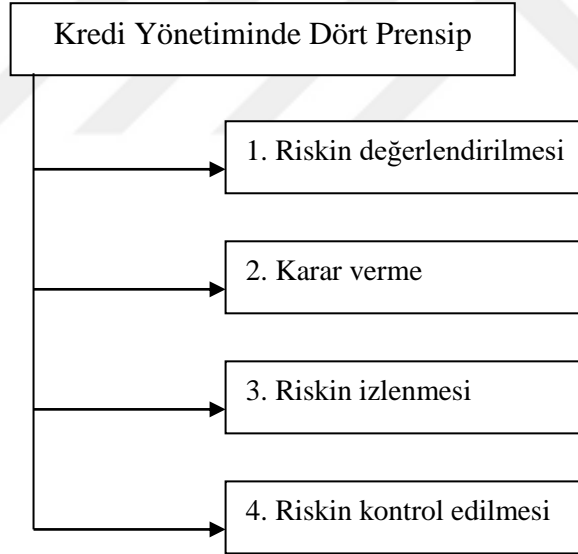 Kredi Yönetiminde Dört Prensip
1. Riskin değerlendirilmesi
2. Karar verme
3. Riskin izlenmesi
4. Riskin kontrol edilmesi